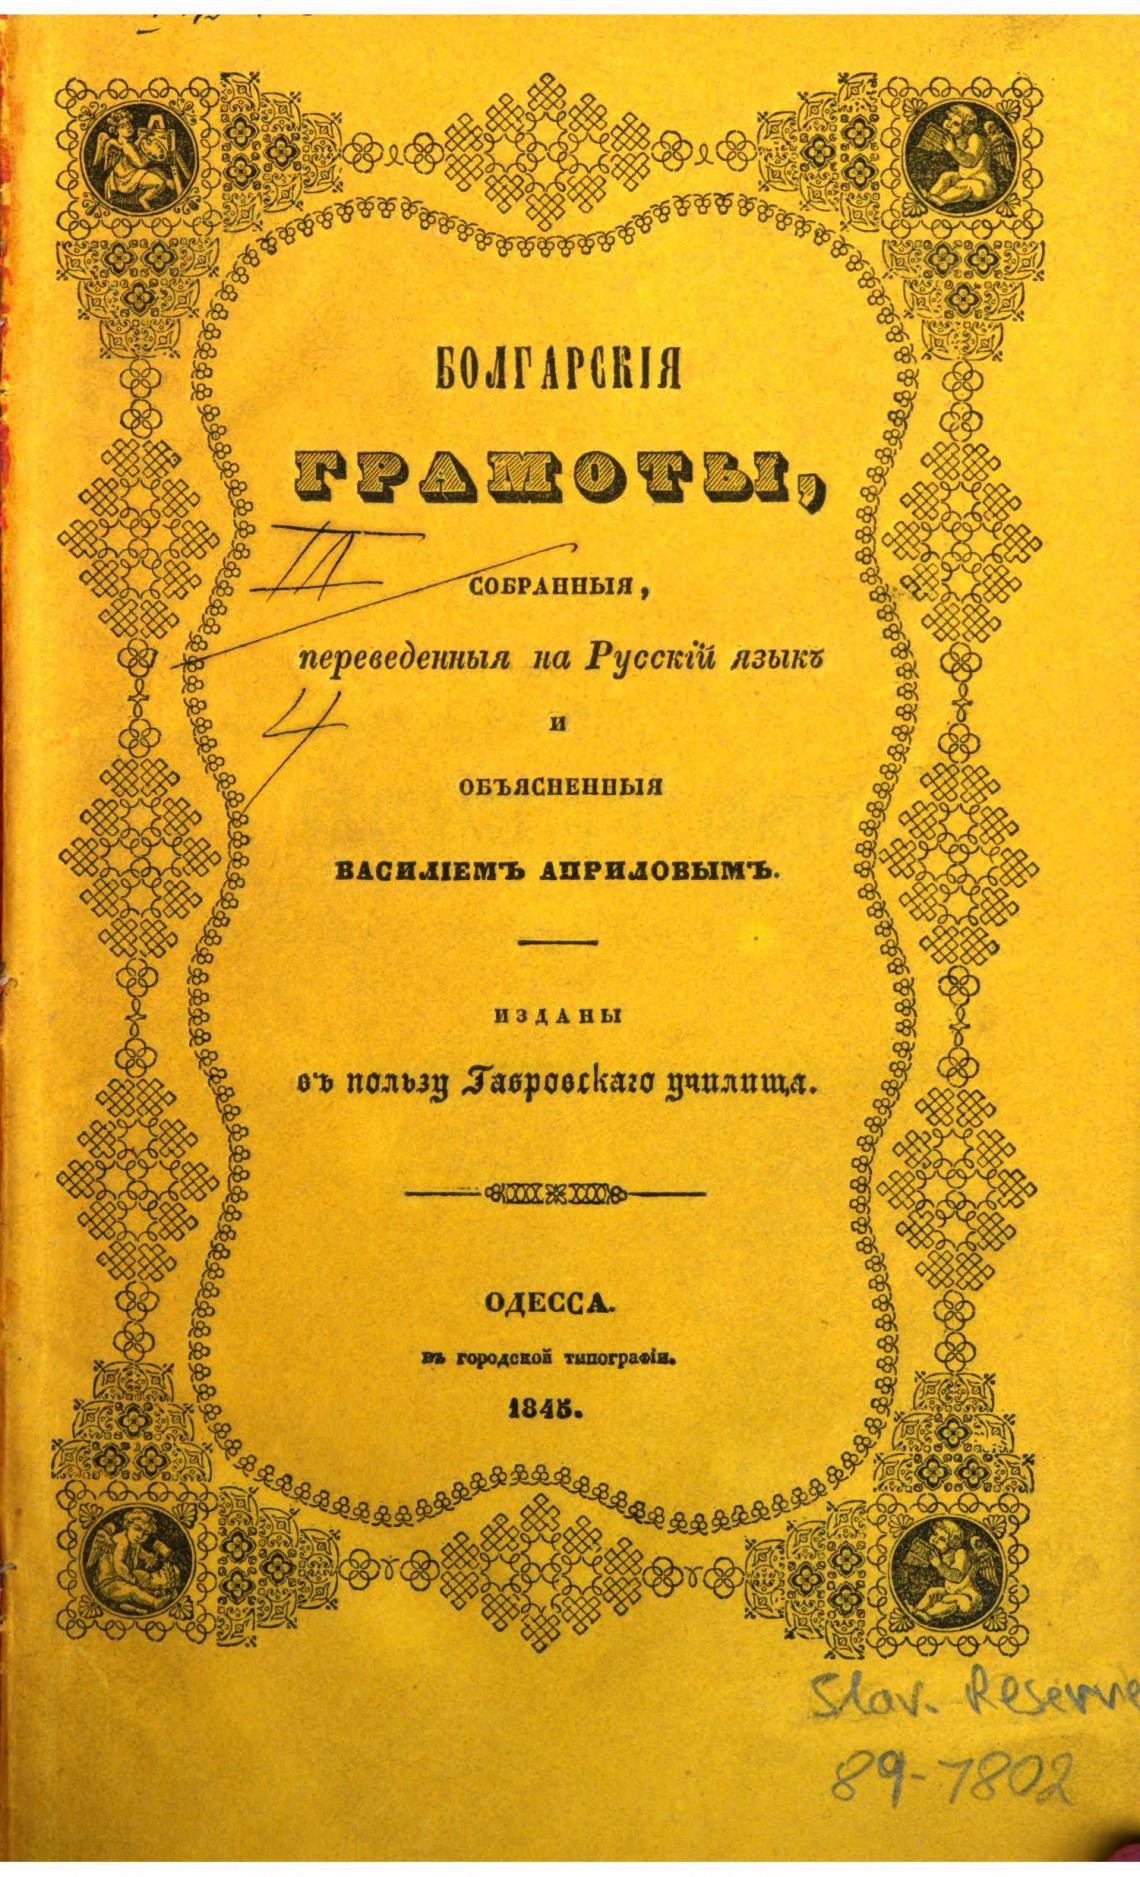 БОЛГАРСКІЯ
ГРАМОТЫ,
СОБРАННЫЯ,
переведенныя на Русскій языкъ
И
ОБЪЯСНЕННЫЯ
ВАСИЛІЕМЪ АПРИЛОВЫМЪ.
ИЗДАНЫ
въ пользу Габровскаго училища.
ОДЕССА.
въ городской типографіи.
1845.
III
4
Slav. Reserve
89-7802